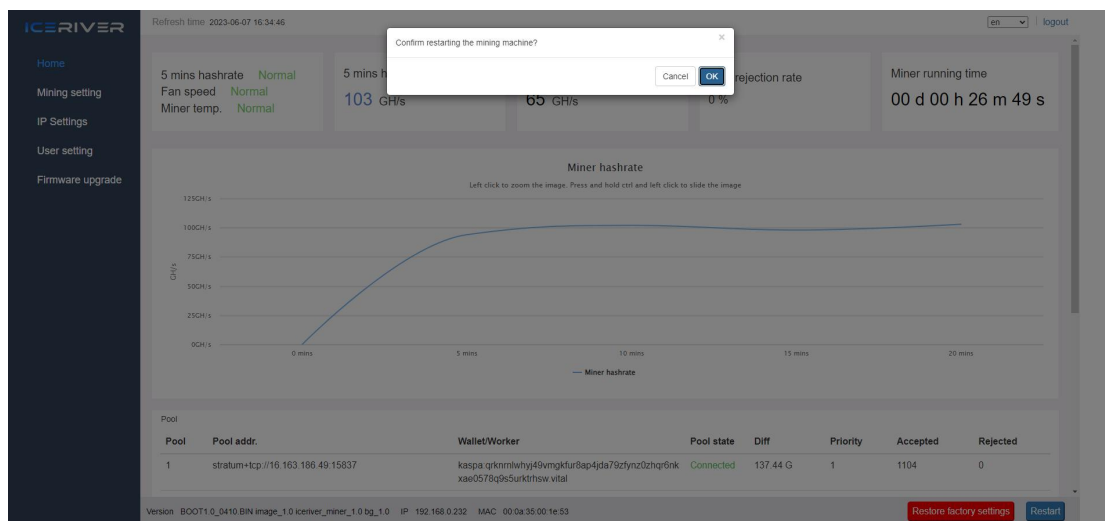 ICERIVER
Refresh time 2023-06-07 16:34:46
en
logout
Confirm restarting the mining machine?
×
Cancel
OK
Home
Mining setting
IP Settings
User setting
Firmware upgrade
5 mins hashrate Normal
Fan speed Normal
Miner temp. Normal
5 mins h
103 GH/s
65 GH/s
rejection rate
0 %
Miner running time
00 d 00 h 26 m 49 s
Miner hashrate
Left click to zoom the image. Press and hold ctrl and left click to slide the image
125GH/s
100GH/s
75GH/s
50GH/s
25GH/s
0GH/s
GH/s
0 mins 5 mins 10 mins 15 mins 20 mins
Miner hashrate
Pool
Pool Pool addr. Wallet/Worker Pool state Diff Priority Accepted Rejected
1 stratum+tcp://16.163.186.49:15837 kaspa:qrknrnlwhyj49vmgkfur8ap4jda79zfynz0zhqr6nk Connected 137.44 G 1 1104 0
xae0578q9s5urktrhsw.vital
Version BOOT1.0_0410.BIN image_1.0 iceriver_miner_1.0 bg_1.0 IP 192.168.0.232 MAC 00:0a:35:00:1e:53
Restore factory settings
Restart